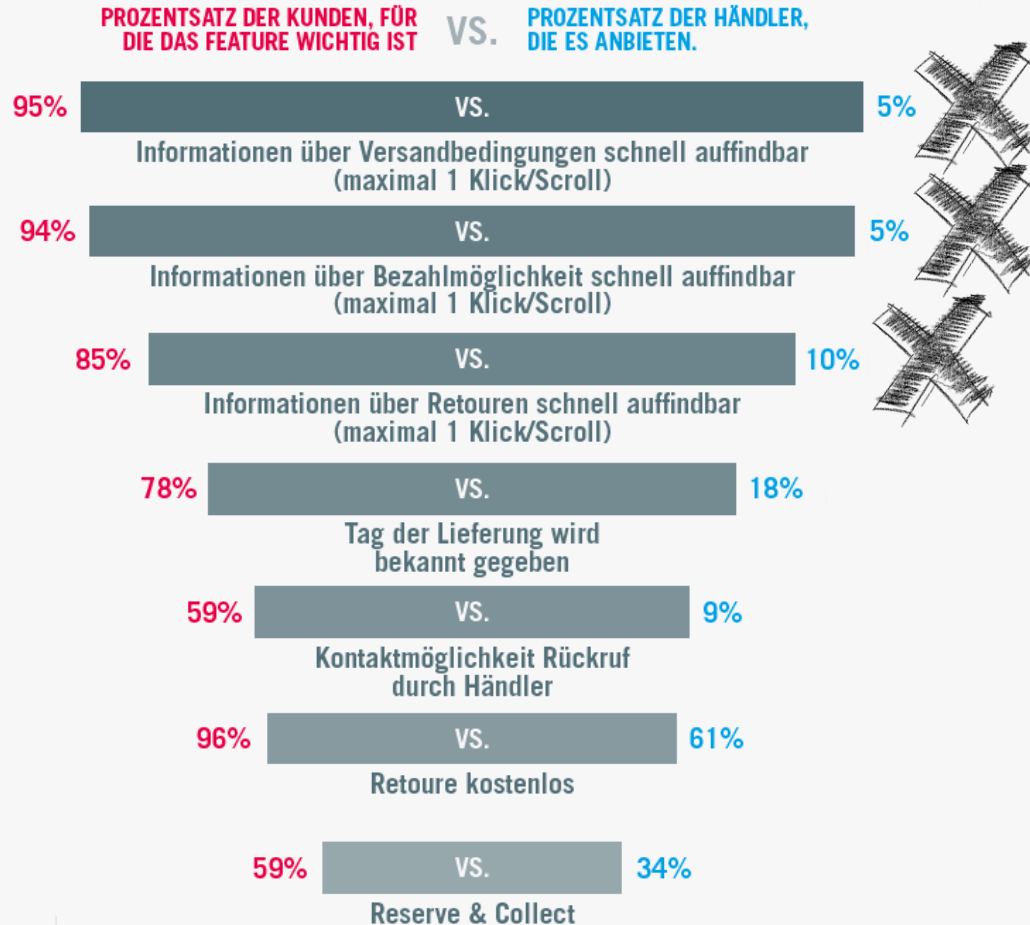 PROZENTSATZ DER KUNDEN, FÜR
DIE DAS FEATURE WICHTIG IST
VS.
PROZENTSATZ DER HÄNDLER,
DIE ES ANBIETEN.
95% VS. 5%
Informationen über Versandbedingungen schnell auffindbar
(maximal 1 Klick/Scroll)
94% VS. 5%
Informationen über Bezahlmöglichkeit schnell auffindbar
(maximal 1 Klick/Scroll)
85% VS. 10%
Informationen über Retouren schnell auffindbar
(maximal 1 Klick/Scroll)
78% VS. 18%
Tag der Lieferung wird
bekannt gegeben
59% VS. 9%
Kontaktmöglichkeit Rückruf
durch Händler
96% VS. 61%
Retoure kostenlos
59% VS. 34%
Reserve & Collect